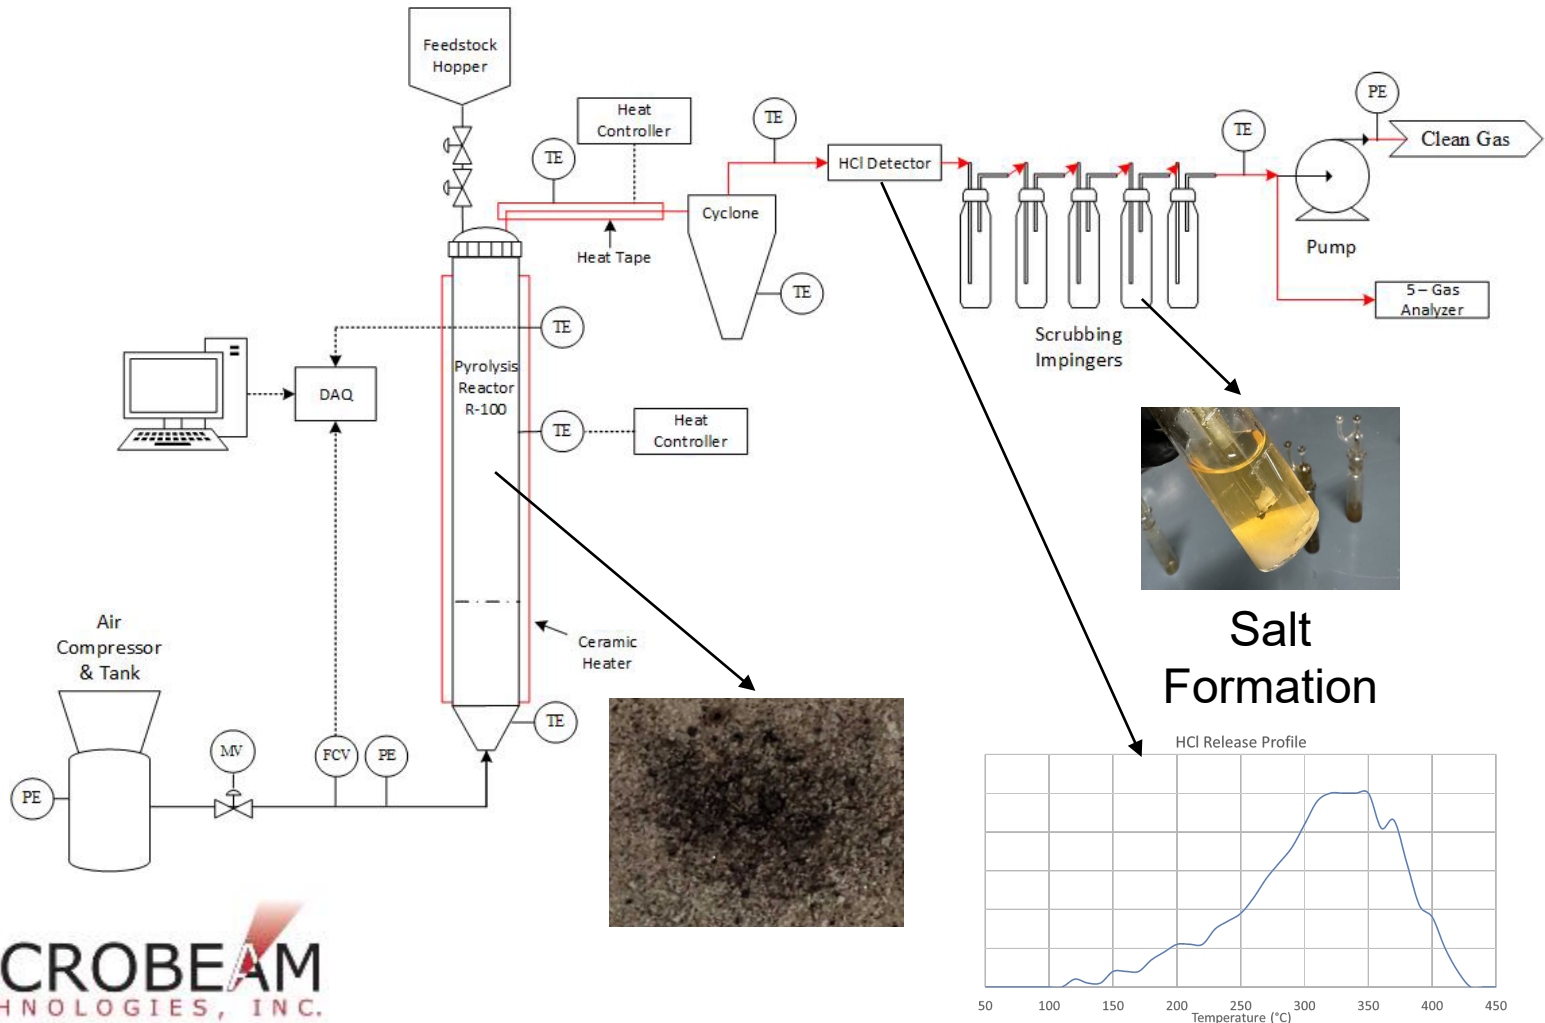 Feedstock
Hopper
Heat
Controller
TE
TE
HCl Detector
TE
PE
Clean Gas
Pump
Cyclone
Heat Tape
TE
5 – Gas
Analyzer
Scrubbing
Impingers
TE
Pyrolysis
Reactor
R-100
DAQ
TE
Heat
Controller
Air
Compressor
& Tank
Ceramic
Heater
TE
MV
FCV
PE
PE
Salt
Formation
HCl Release Profile
50 100 150 200 250 300 350 400 450
Temperature (°C)
CROBEAM
HNOLOGIES, INC.